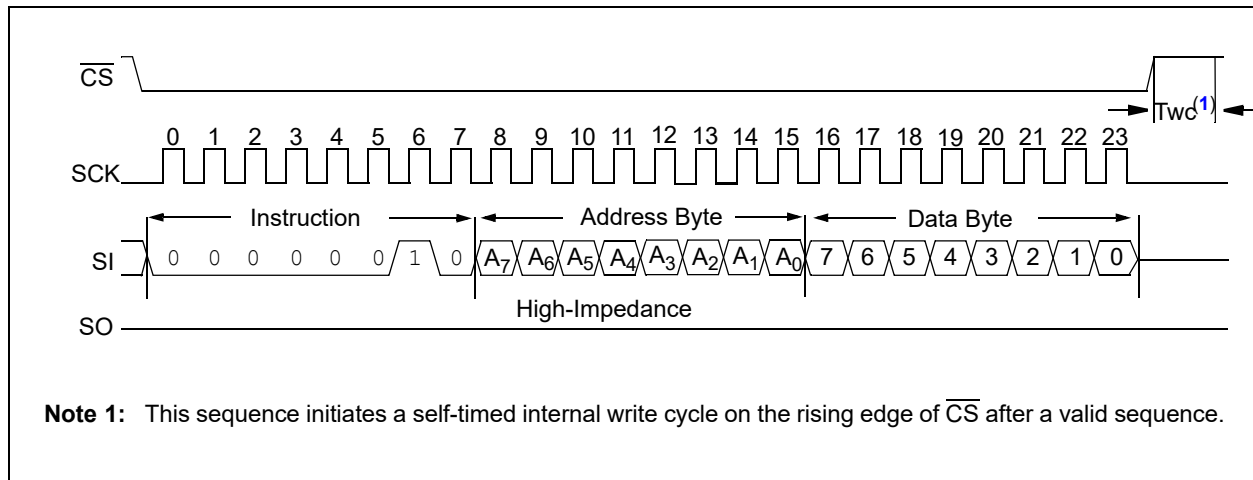 CS
Twc(1)
0 1 2 3 4 5 6 7 8 9 10 11 12 13 14 15 16 17 18 19 20 21 22 23
SCK
Instruction Address Byte Data Byte
SI 0 0 0 0 0 0 1 0 A7 A6 A5 A4 A3 A2 A1 A0 7 6 5 4 3 2 1 0
High-Impedance
SO
Note 1: This sequence initiates a self-timed internal write cycle on the rising edge of CS after a valid sequence.